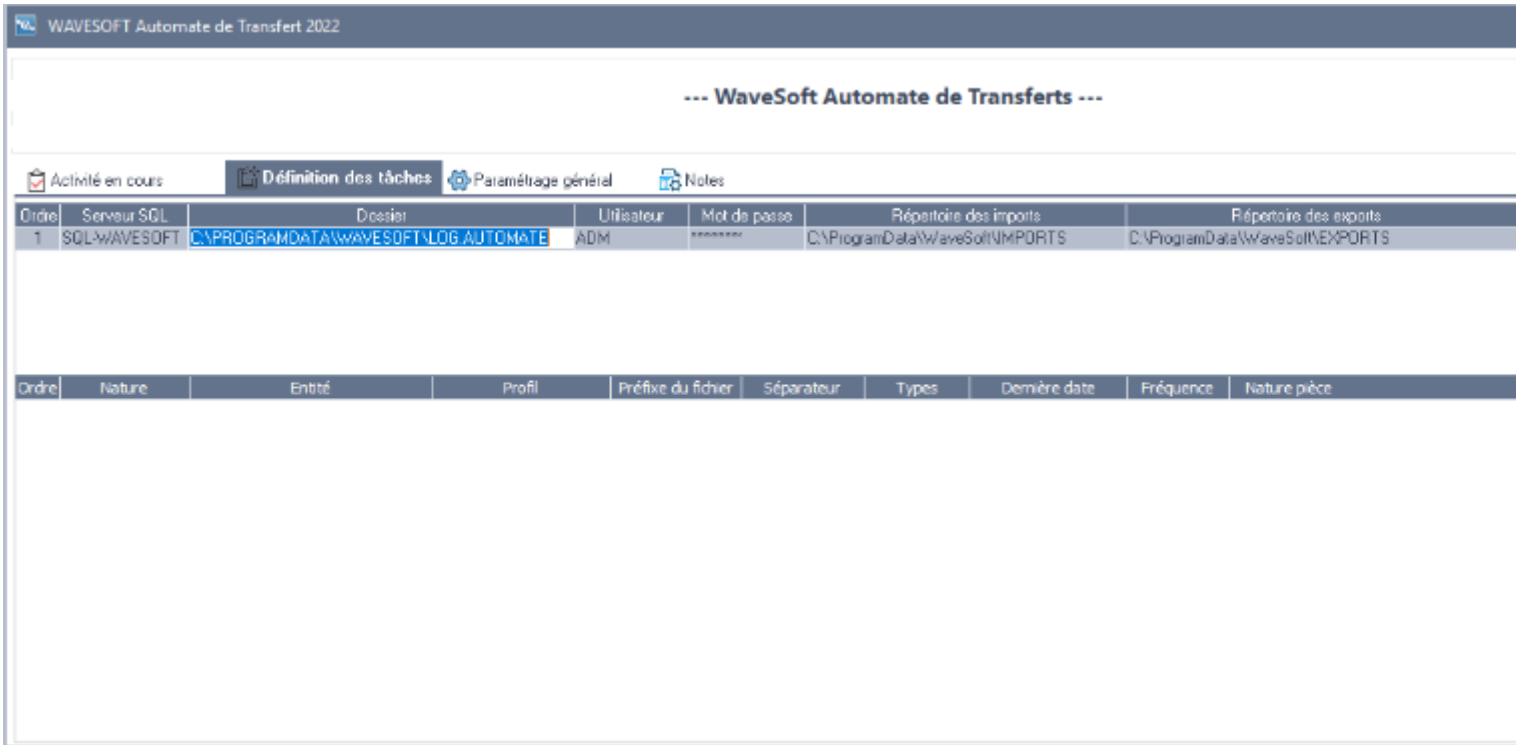 WAVESOFT Automate de Transfert 2022
--- WaveSoft Automate de Transferts ---
Activité en cours Définition des tâches Paramétrage général Notes
Ordre Serveur SQL Dossier Utilisateur Mot de passe Répertoire des imports Répertoire des exports
1 SQL-WAVESOFT C:\PROGRAMDATA\WAVESOFT\LOG.AUTOMATE ADM ******** C:\ProgramData\WaveSoft\IMPORTS C:\ProgramData\WaveSoft\EXPORTS
Ordre Nature Entité Profil Préfixe du fichier Séparateur Types Dernière date Fréquence Nature pièce